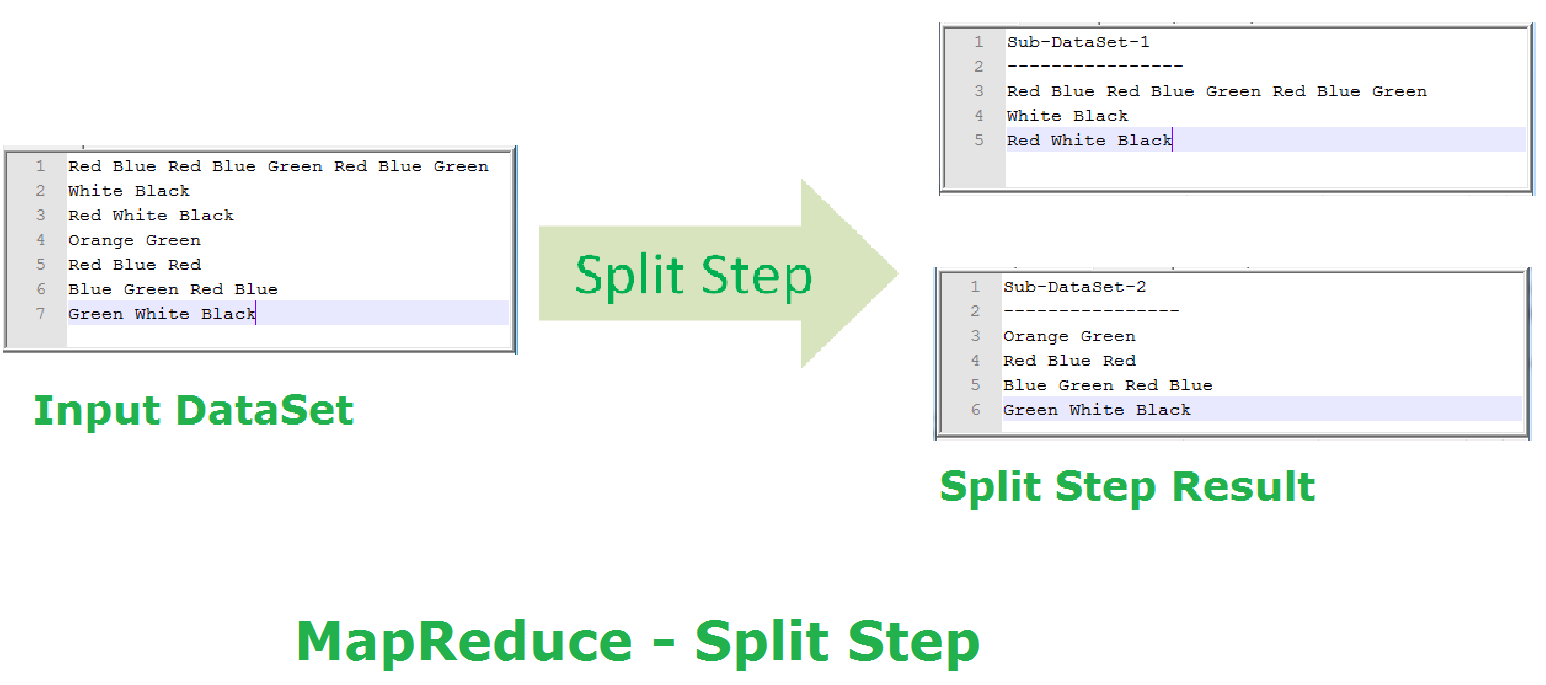 1 Red Blue Red Blue Green Red Blue Green
2 White Black
3 Red White Black
4 Orange Green
5 Red Blue Red
6 Blue Green Red Blue
7 Green White Black
Input DataSet
Split Step
1 Sub-DataSet-1
2 ----------------
3 Red Blue Red Blue Green Red Blue Green
4 White Black
5 Red White Black
1 Sub-DataSet-2
2 ----------------
3 Orange Green
4 Red Blue Red
5 Blue Green Red Blue
6 Green White Black
Split Step Result
MapReduce - Split Step